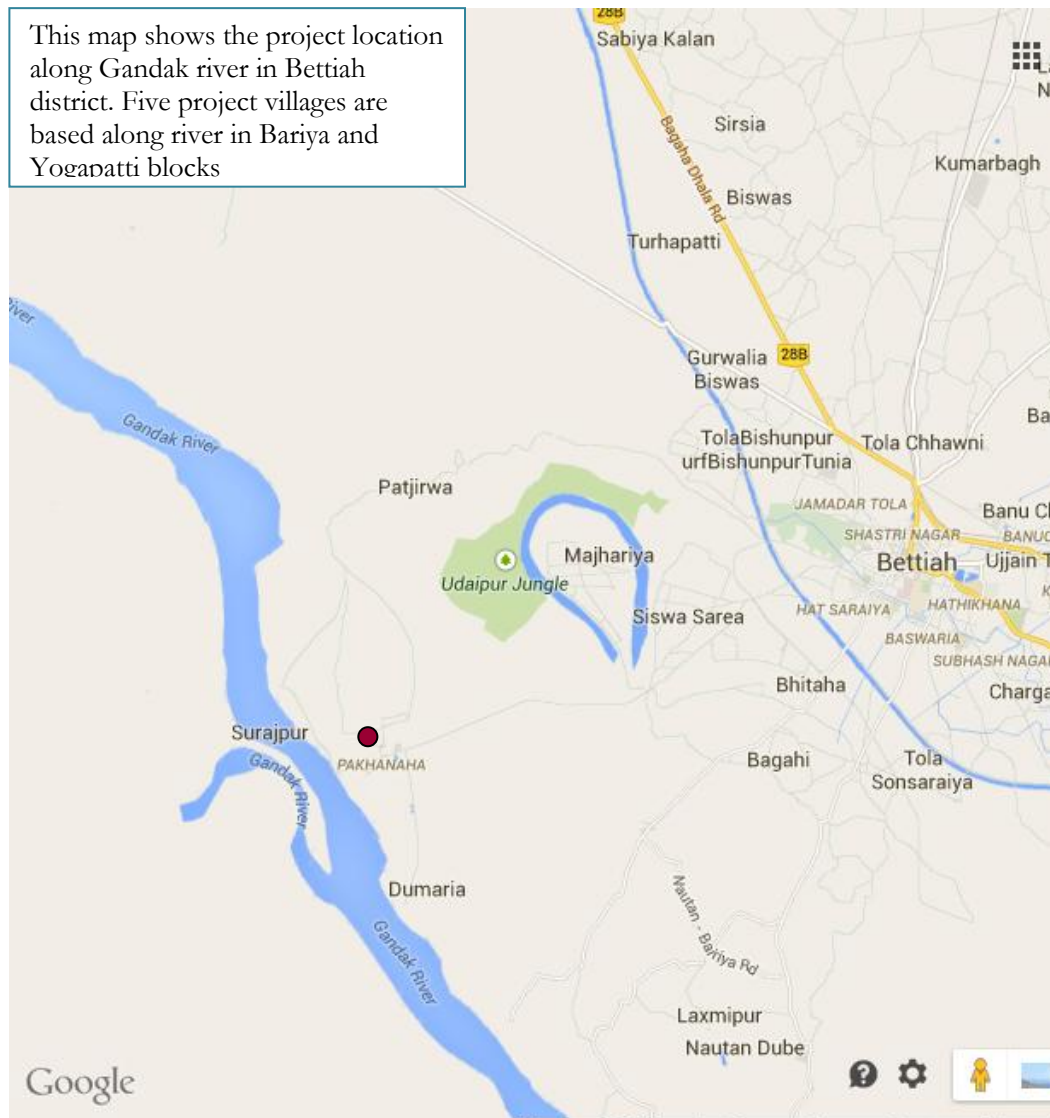 This map shows the project location
along Gandak river in Bettiah
district. Five project villages are
based along river in Bariya and
Yogapatti blocks
28B
Sabiya Kalan
Sirsia
Bagaha Dhala Rd
Kumarbagh
Biswas
Turhapatti
River
Gurwalia
Biswas
28B
Gandak River
TolaBishunpur
urfBishunpurTunia
Tola Chhawni
Patjirwa
JAMADAR TOLA
SHASTRI NAGAR
Majhariya
Udaipur Jungle
Bettiah
Siswa Sarea
HAT SARAIYA
HATHIKHANA
BASWARIA
Bhitaha
Surajpur
PAKHANAHA
Gandak River
Bagahi
Tola
Sonsaraiya
Dumaria
Nautan - Bariya Rd
Gandak River
Laxmipur
Nautan Dube
Google